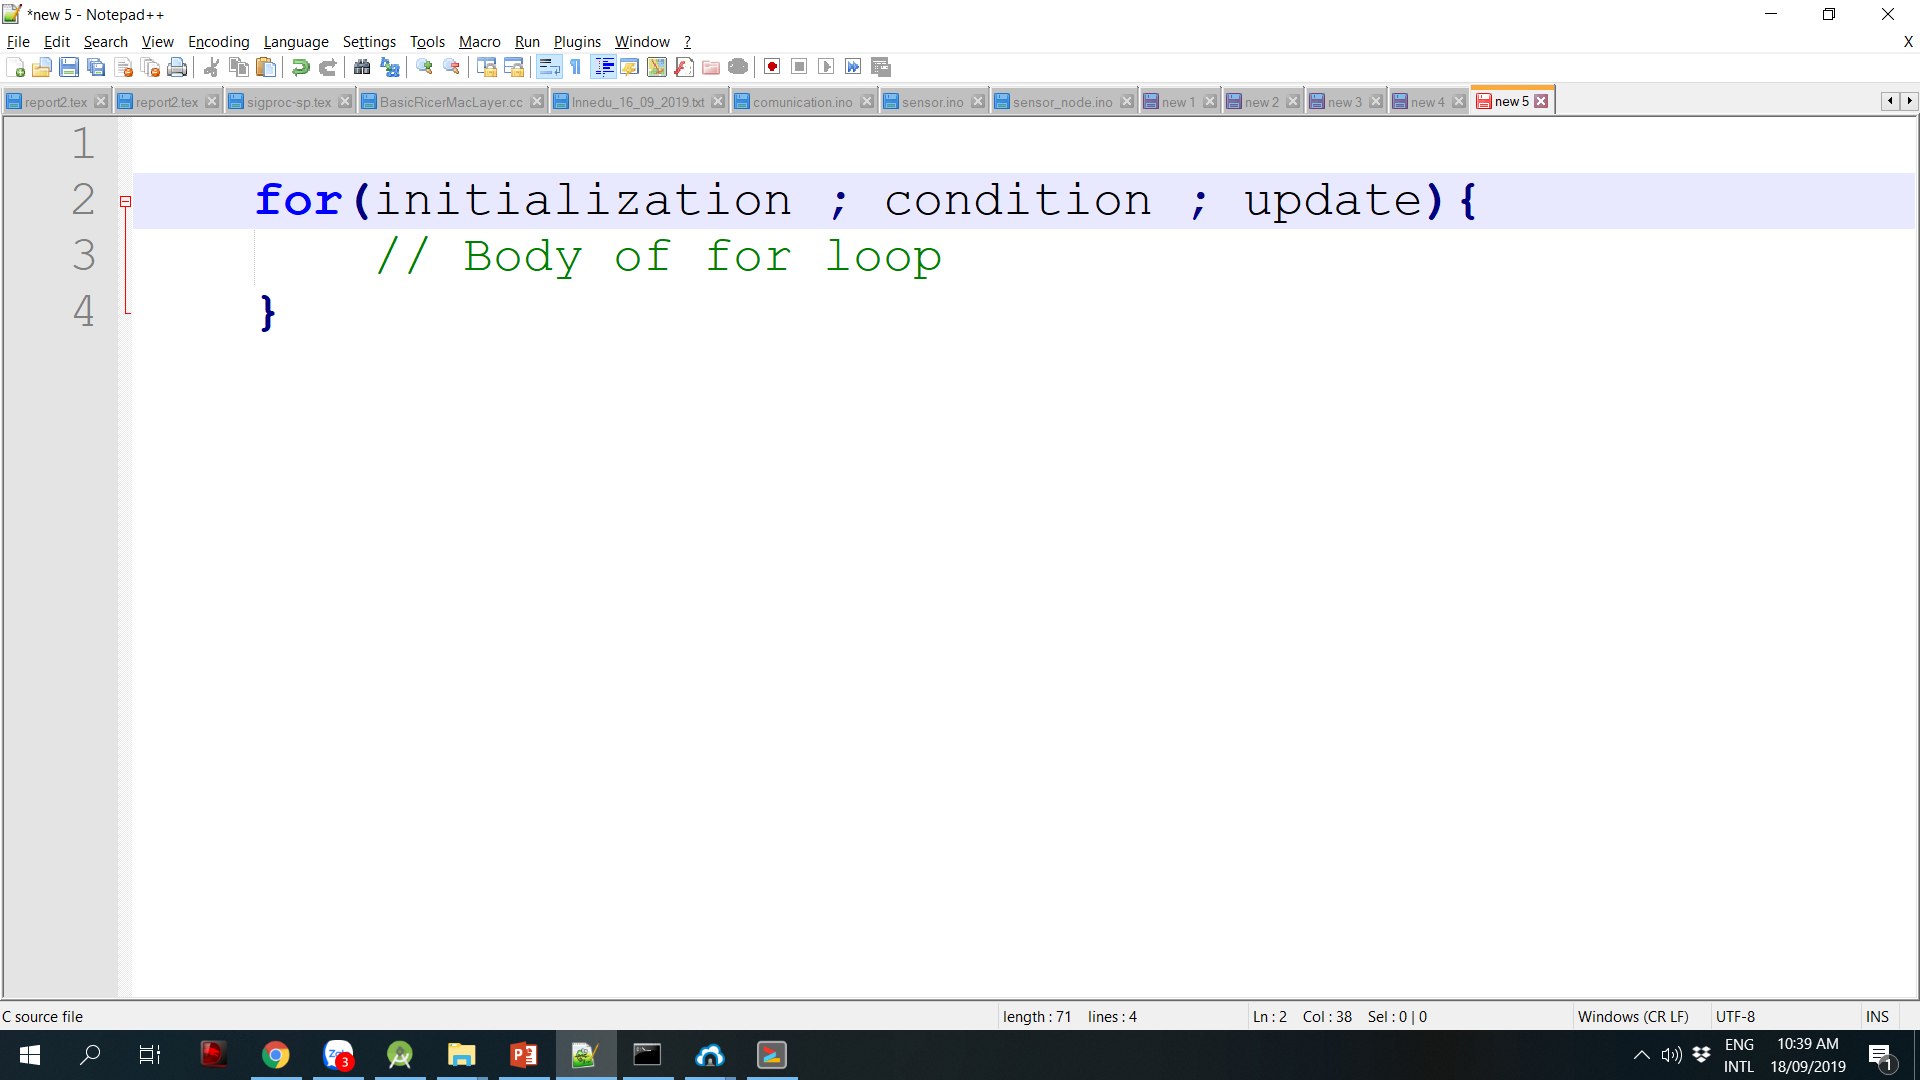 *new 5 - Notepad++
File Edit Search View Encoding Language Settings Tools Macro Run Plugins Window ? X
report2.tex report2.tex sigproc-sp.tex BasicRicerMacLayer.cc Innedu_16_09_2019.txt comunication.ino sensor.ino sensor_node.ino new 1 new 2 new 3 new 4 new 5
1
2 for(initialization ; condition ; update){
3 // Body of for loop
4 }
C source file length : 71 lines : 4 Ln : 2 Col : 38 Sel : 0 | 0 Windows (CR LF) UTF-8 INS
3
ENG 10:39 AM
INTL 18/09/2019 1